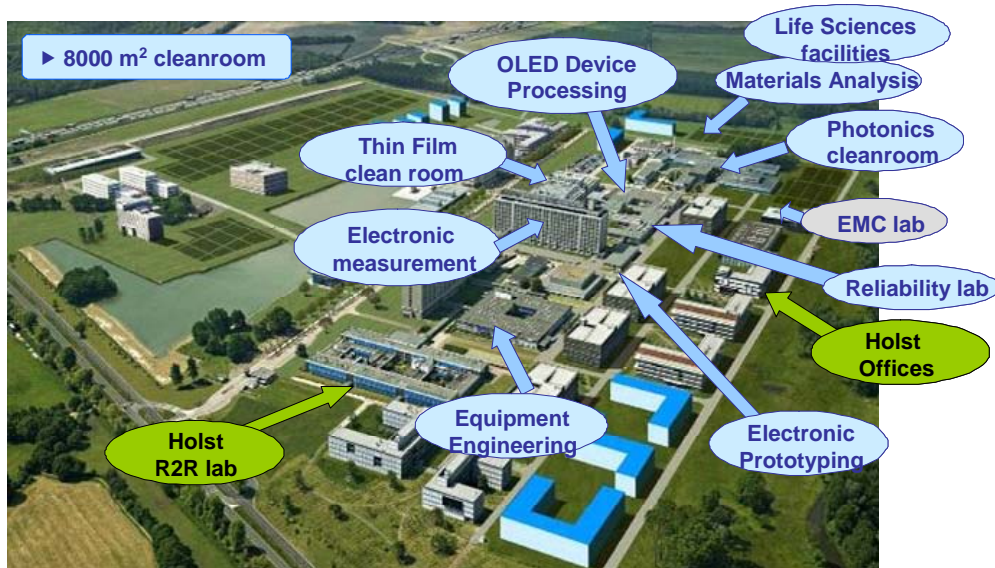 ▶ 8000 m² cleanroom
Life Sciences
facilities
OLED Device
Processing
Materials Analysis
Thin Film
clean room
Photonics
cleanroom
EMC lab
Electronic
measurement
Reliability lab
Holst
Offices
Equipment
Engineering
Electronic
Prototyping
Holst
R2R lab